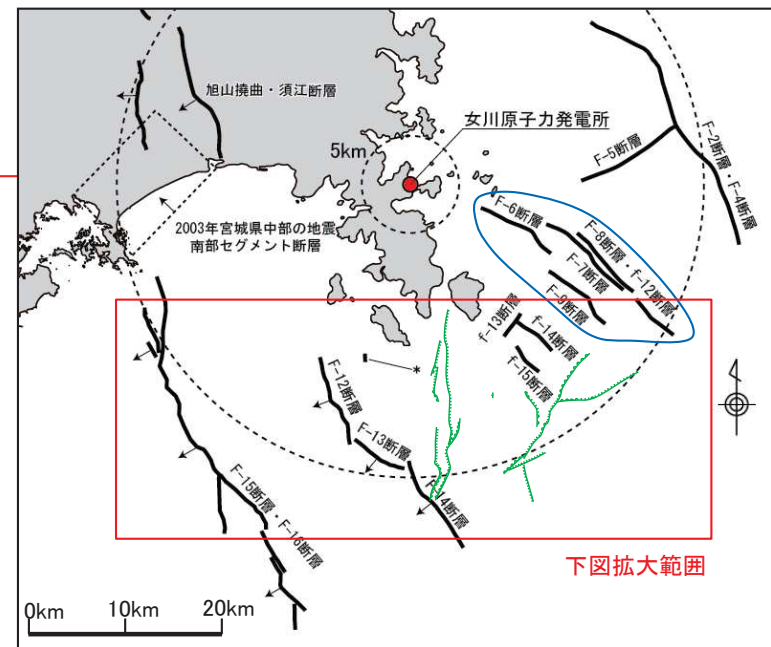 旭山撓曲・須江断層
女川原子力発電所
5km
F-2断層・F-4断層
F-5断層
2003年宮城県中部の地震
南部セグメント断層
F-6断層
F-8断層・f-12断層
F-7断層
F-9断層
f-13断層
f-14断層
f-15断層
*
F-12断層
F-13断層
F-14断層
F-15断層・F-16断層
下図拡大範囲
0km 10km 20km